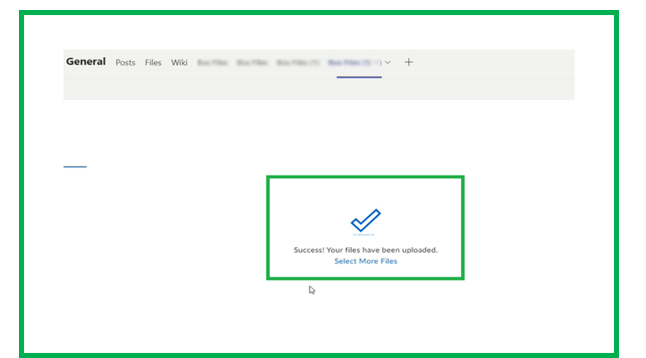 General Posts Files Wiki
Success! Your files have been uploaded.
Select More Files